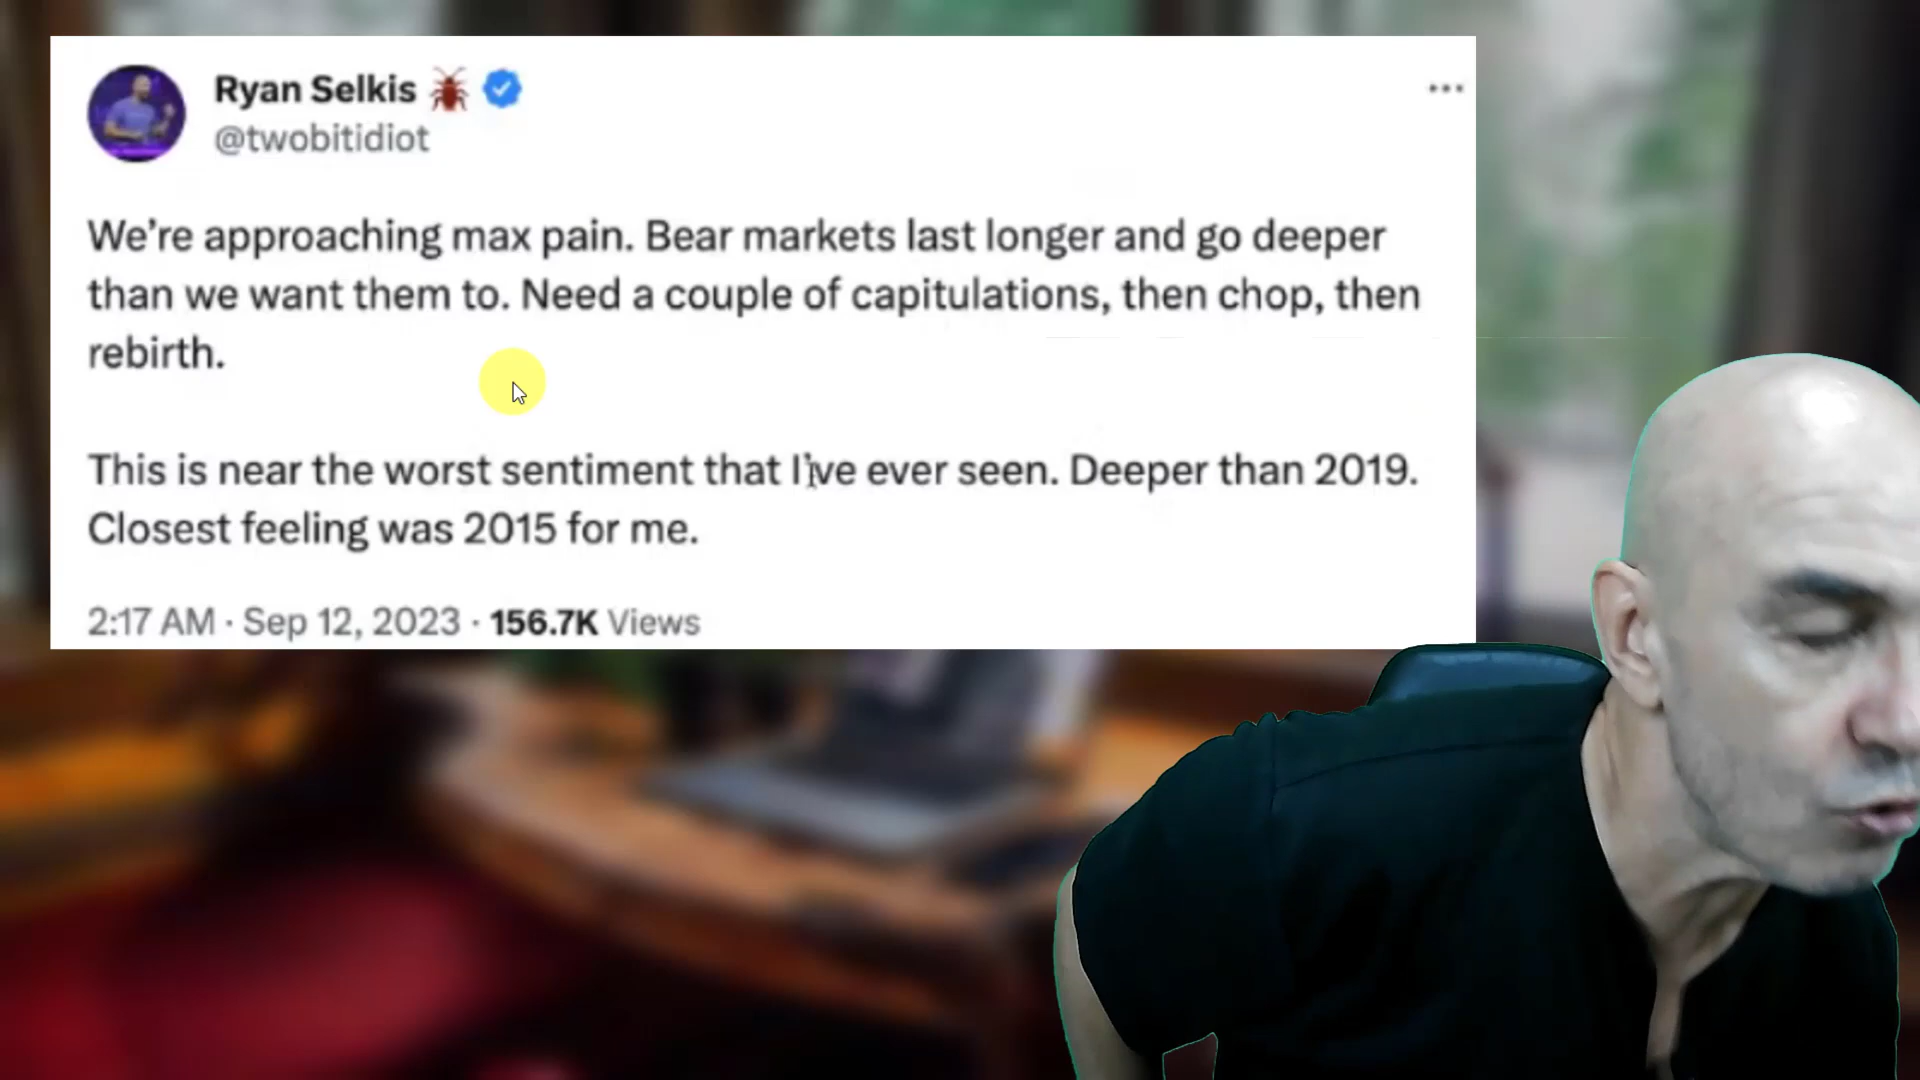 Ryan Selkis
@twobitidiot
We're approaching max pain. Bear markets last longer and go deeper
than we want them to. Need a couple of capitulations, then chop, then
rebirth.
This is near the worst sentiment that I've ever seen. Deeper than 2019.
Closest feeling was 2015 for me.
2:17 AM · Sep 12, 2023 · 156.7K Views